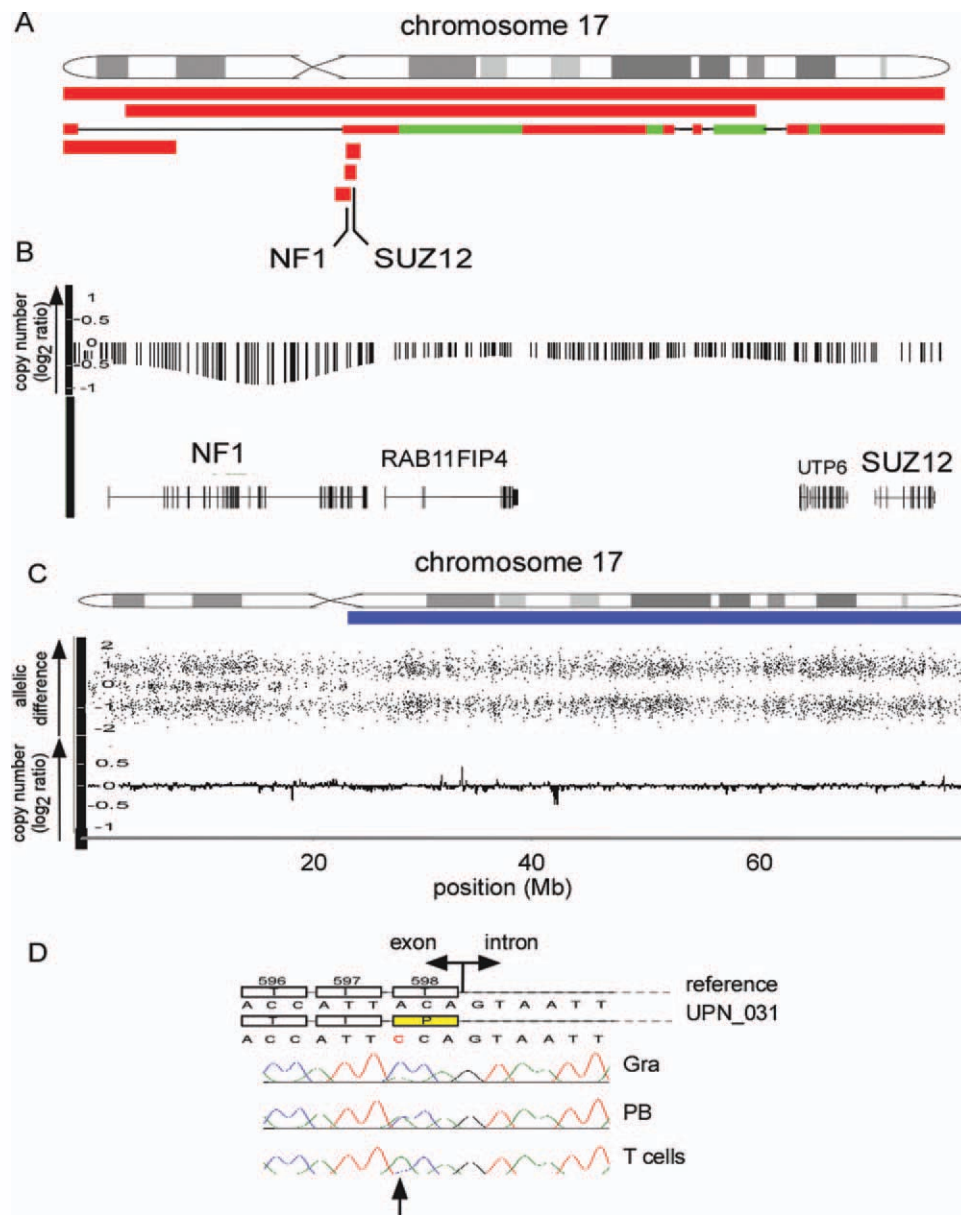 A
chromosome 17
NF1 SUZ12
B
copy number
(log2 ratio)
1
0.5
0
-0.5
-1
NF1
RAB11FIP4
UTP6
SUZ12
C
chromosome 17
allelic
difference
2
1
0
-1
-2
copy number
(log2 ratio)
0.5
0
-0.5
-1
20 40 60
position (Mb)
D
exon intron
596 597 598
reference
T I T
A C C A T T A C A G T A A T T
UPN_031
T I P
A C C A T T C C A G T A A T T
Gra
PB
T cells